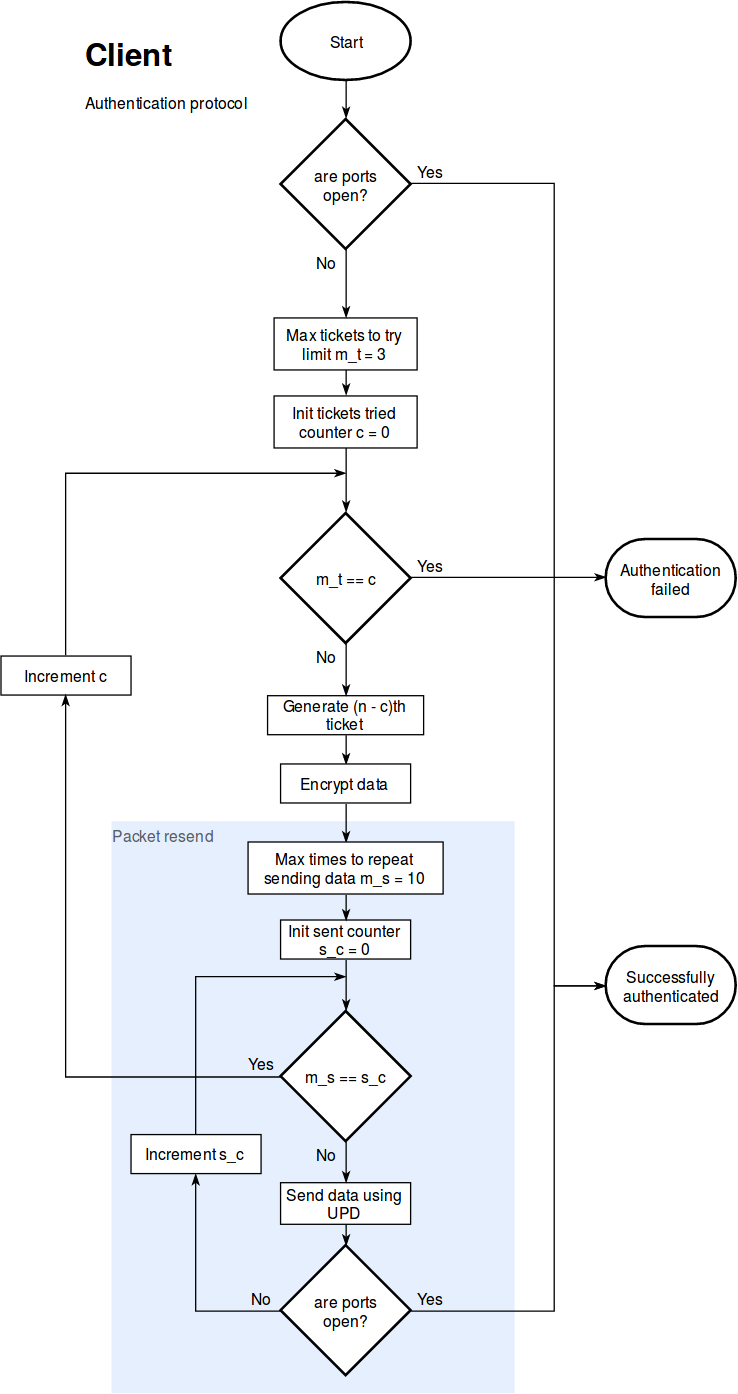 Start
Client
Authentication protocol
are ports
open?
Yes
No
Max tickets to try
limit m_t = 3
Init tickets tried
counter c = 0
m_t == c
Yes
Authentication
failed
No
Increment c
Generate (n - c)th
ticket
Encrypt data
Packet resend
Max times to repeat
sending data m_s = 10
Init sent counter
s_c = 0
Successfully
authenticated
Yes
m_s == s_c
No
Increment s_c
Send data using
UPD
No
are ports
open?
Yes